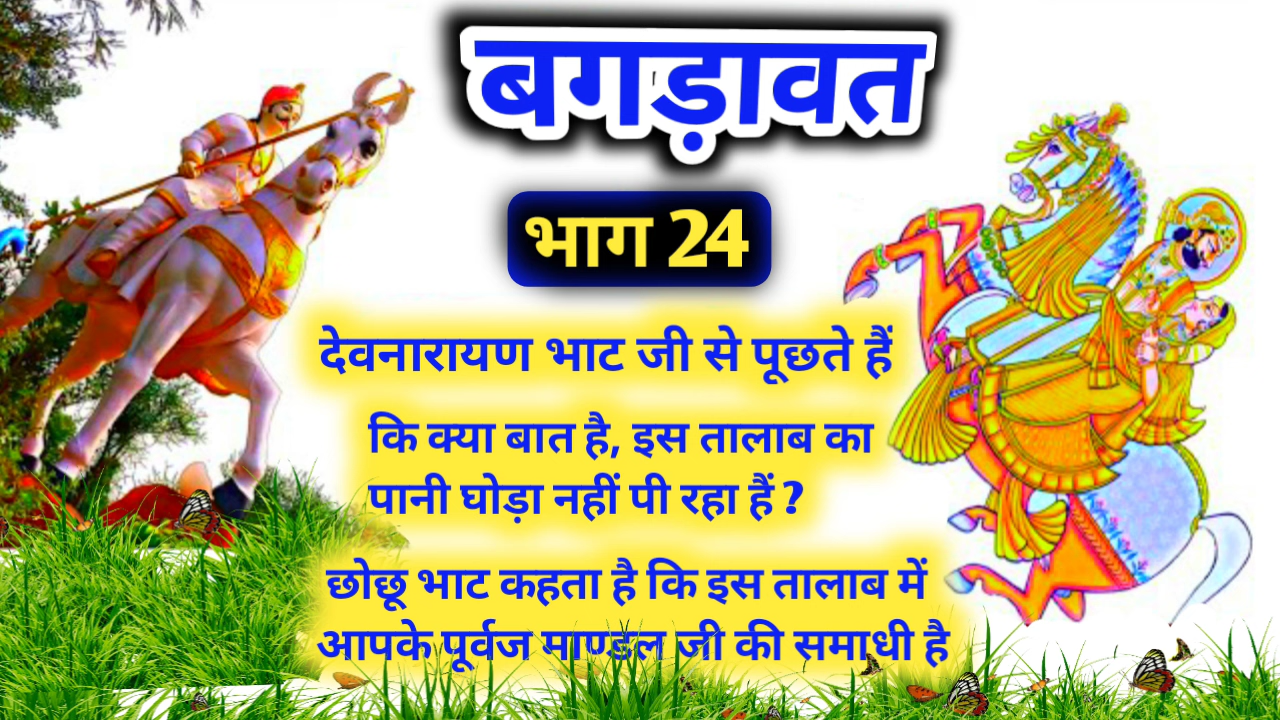 बगड़ावत
भाग 24
देवनारायण भाट जी से पूछते हैं
कि क्या बात है, इस तालाब का
पानी घोड़ा नहीं पी रहा हैं ?
छोछू भाट कहता है कि इस तालाब में
आपके पूर्वज माण्डल जी की समाधी है